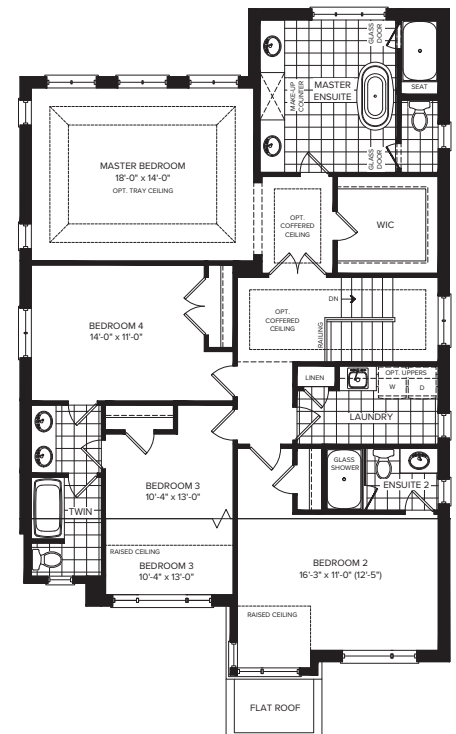 GLASS
DOOR
SEAT
MAKE-UP
COUNTER
MASTER
ENSUITE
GLASS
DOOR
MASTER BEDROOM
18'-0" x 14'-0"
OPT. TRAY CEILING
OPT.
COFFERED
CEILING
WIC
BEDROOM 4
14'-0" x 11'-0"
OPT.
COFFERED
CEILING
DN
RAILING
LINEN
OPT. UPPERS
W
D
LAUNDRY
BEDROOM 3
10'-4" x 13'-0"
GLASS
SHOWER
ENSUITE 2
TWIN
RAISED CEILING
BEDROOM 3
10'-4" x 13'-0"
BEDROOM 2
16'-3" x 11'-0" (12'-5")
RAISED CEILING
FLAT ROOF